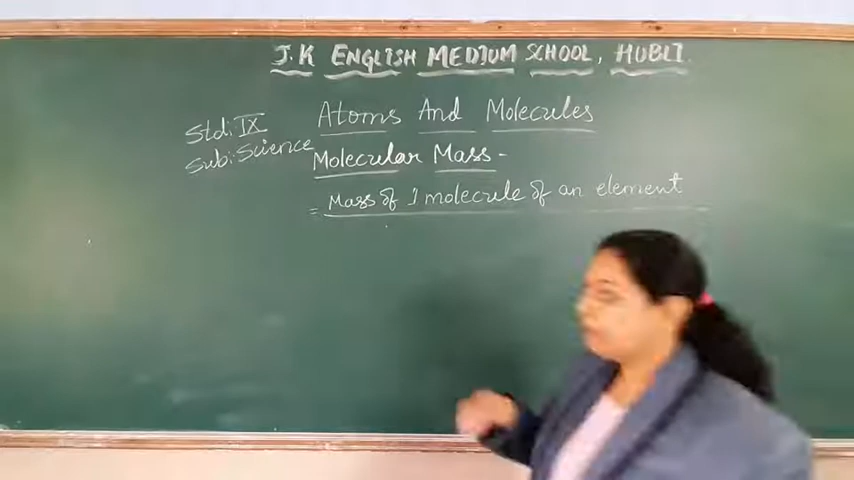 J.K ENGLISH MEDIUM SCHOOL, HUBLI.
Atoms And Molecules
Std: IX
Sub: Science
Molecular Mass -
= Mass of 1 molecule of an element